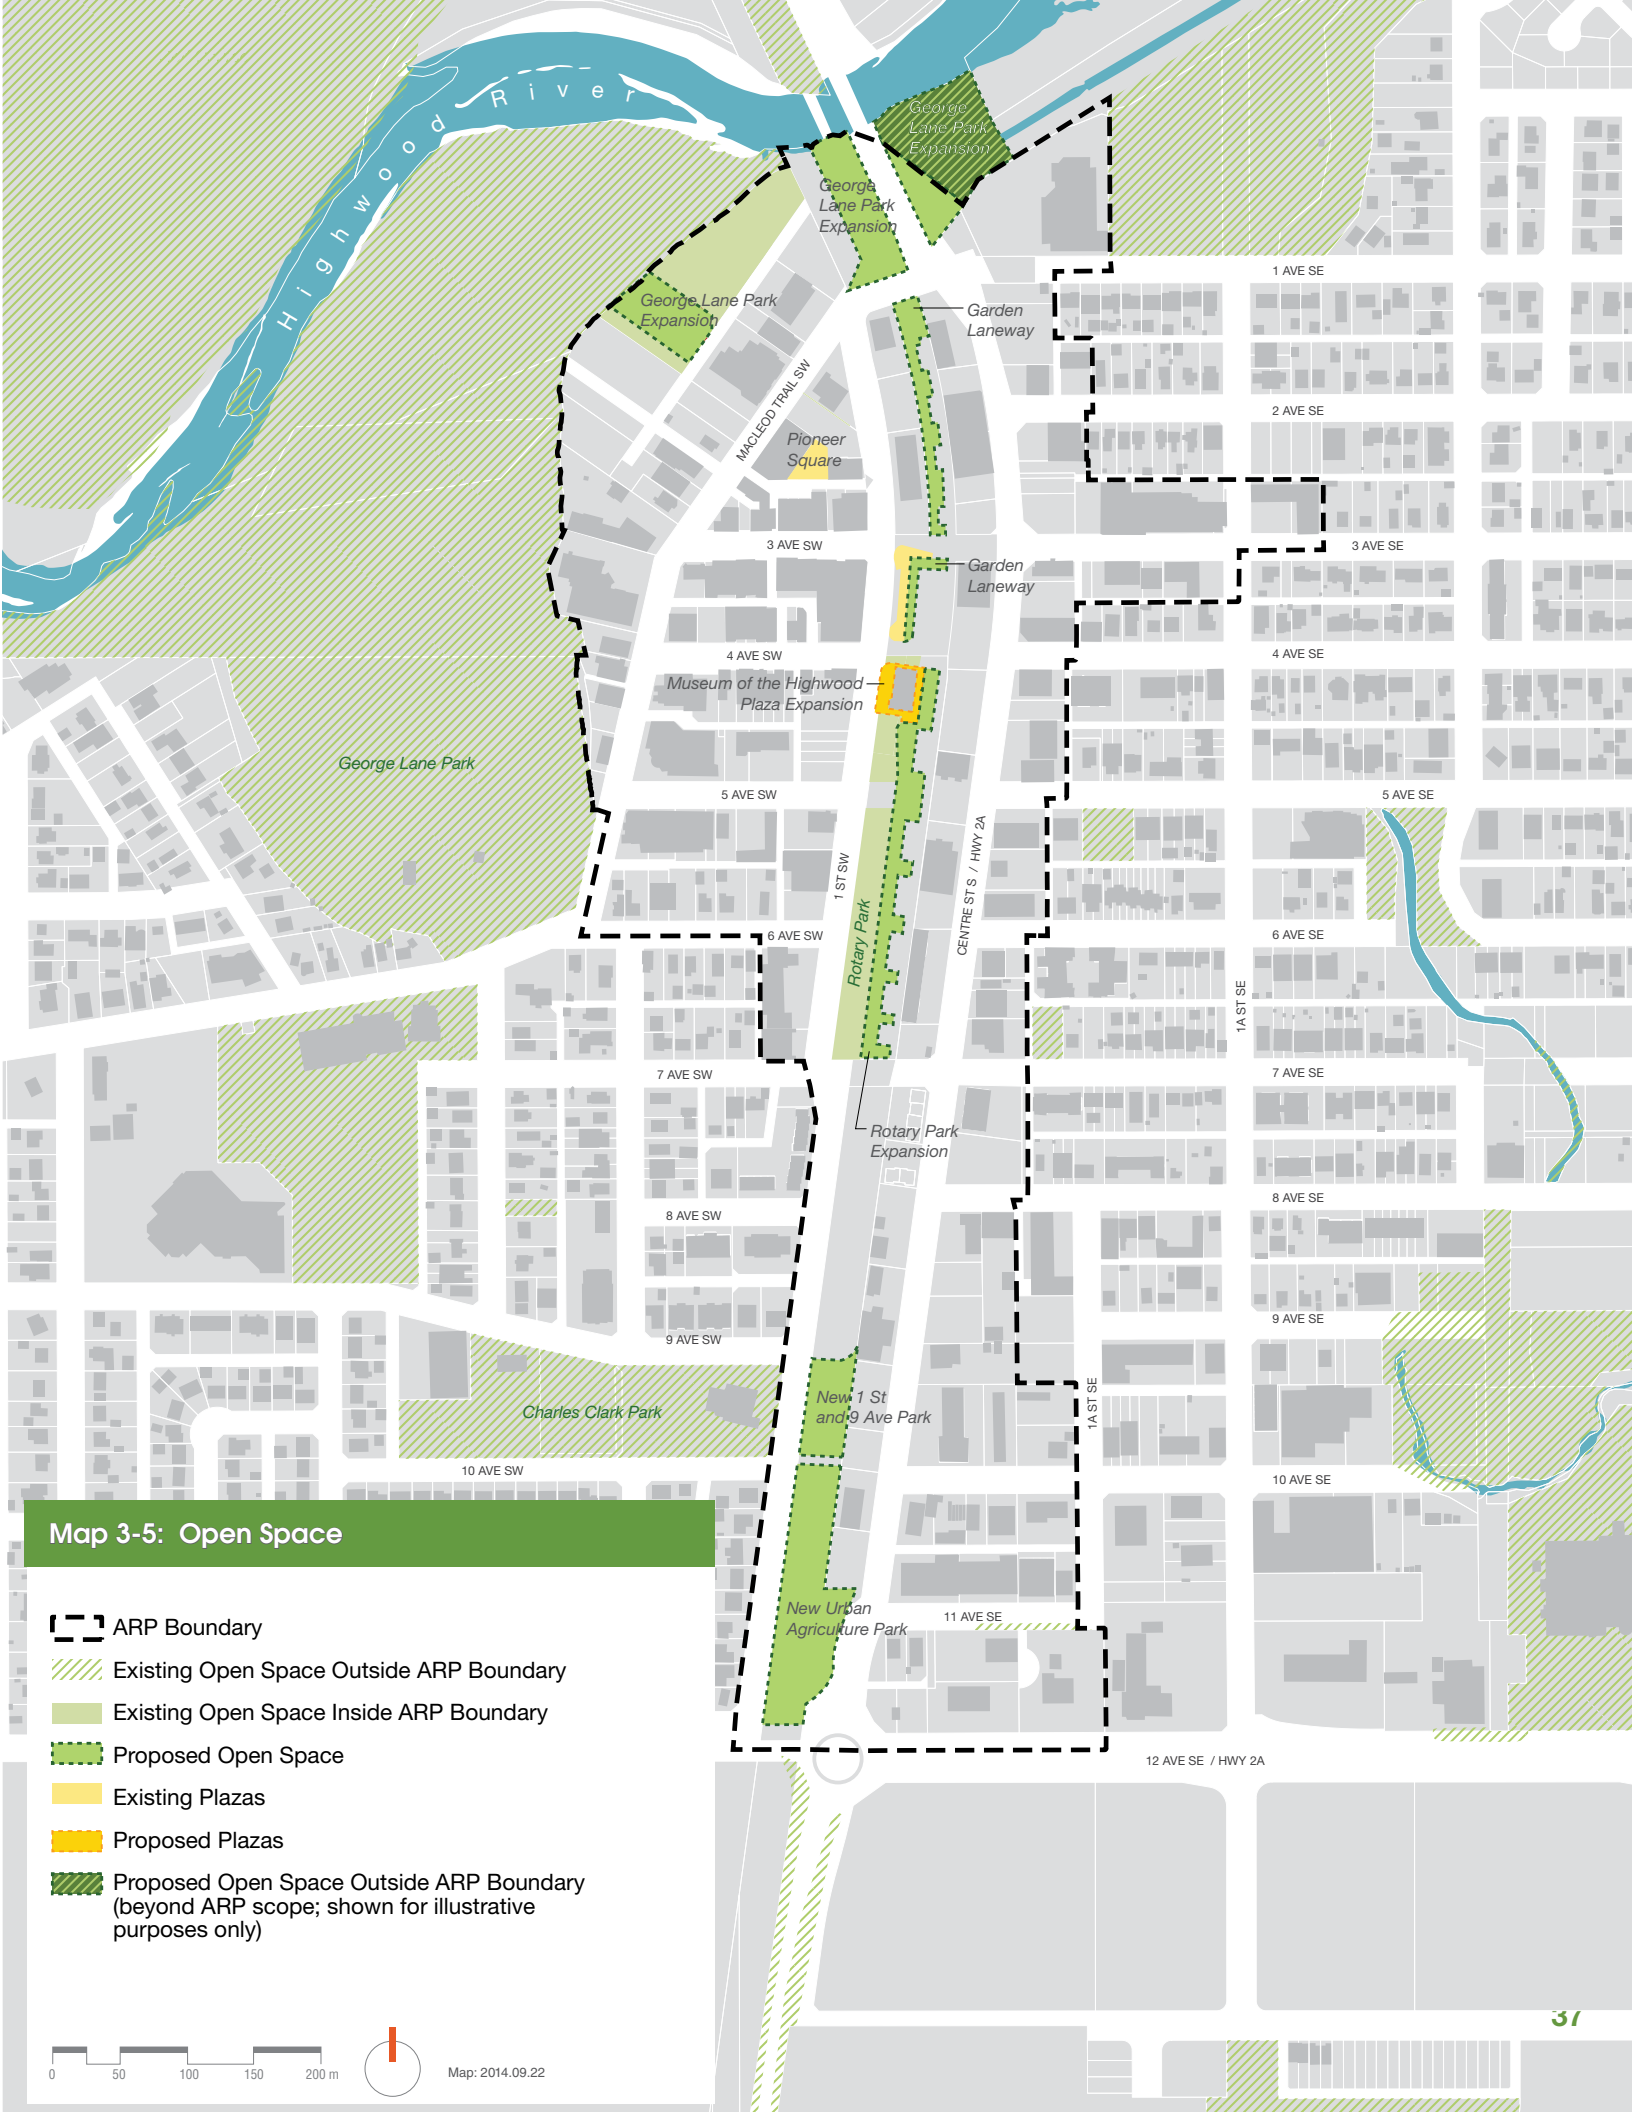 Highwood River
George
Lane Park
Expansion
George
Lane Park
Expansion
1 AVE SE
George Lane Park
Expansion
Garden
Laneway
MACLEOD TRAIL SW
2 AVE SE
Pioneer
Square
3 AVE SW
3 AVE SE
Garden
Laneway
4 AVE SW
4 AVE SE
Museum of the Highwood
Plaza Expansion
George Lane Park
5 AVE SW
5 AVE SE
1 ST SW
CENTRE ST S / HWY 2A
Rotary Park
6 AVE SW
6 AVE SE
1A ST SE
7 AVE SW
7 AVE SE
Rotary Park
Expansion
8 AVE SW
8 AVE SE
9 AVE SW
9 AVE SE
New 1 St
and 9 Ave Park
Charles Clark Park
1A ST SE
10 AVE SW
10 AVE SE
New Urban
Agriculture Park
11 AVE SE
12 AVE SE / HWY 2A
Map 3-5: Open Space
ARP Boundary
Existing Open Space Outside ARP Boundary
Existing Open Space Inside ARP Boundary
Proposed Open Space
Existing Plazas
Proposed Plazas
Proposed Open Space Outside ARP Boundary
(beyond ARP scope; shown for illustrative
purposes only)
0 50 100 150 200 m
Map: 2014.09.22
37